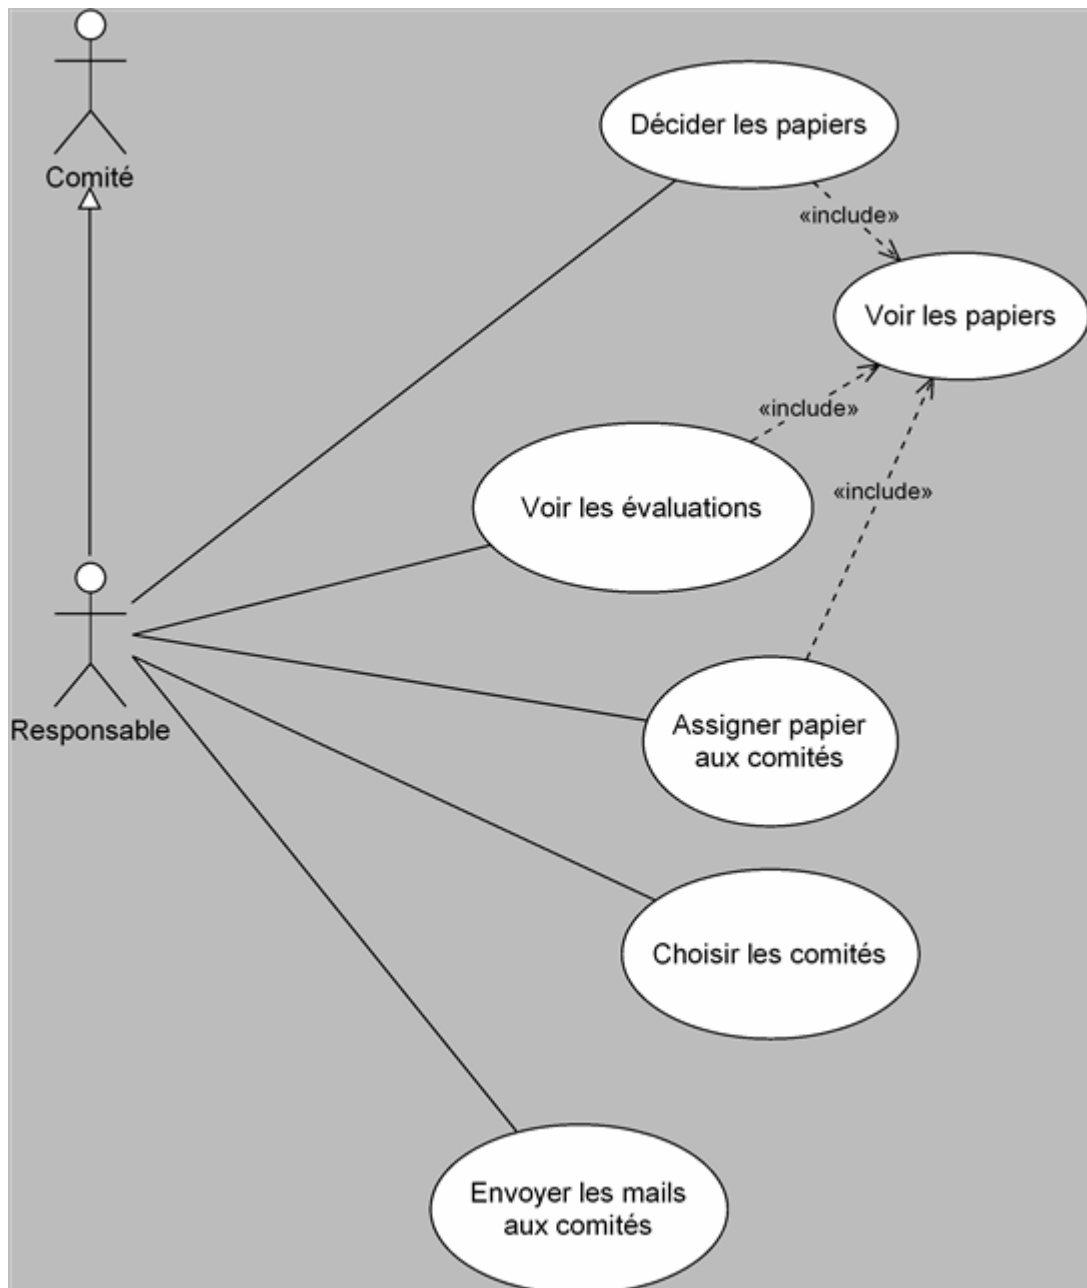 Comité
Décider les papiers
«include»
Voir les papiers
«include»
«include»
Voir les évaluations
Responsable
Assigner papier
aux comités
Choisir les comités
Envoyer les mails
aux comités